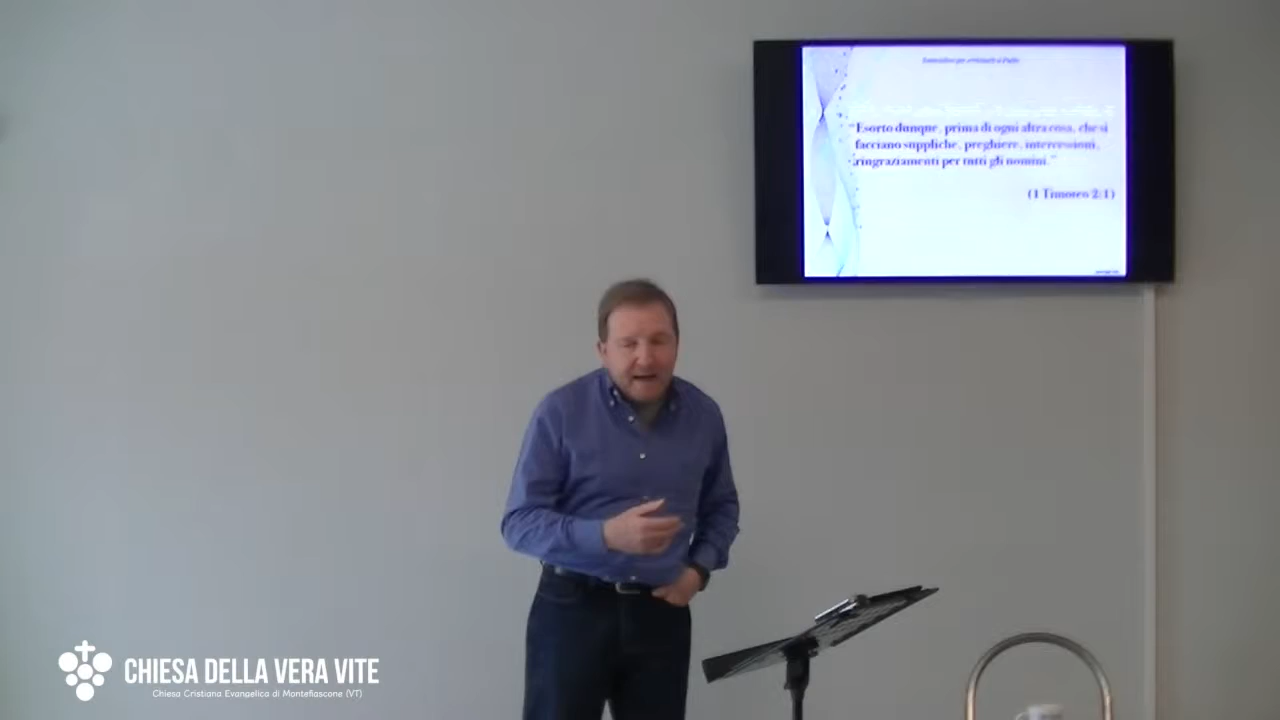 "Esorto dunque, prima di ogni altra cosa, che si
facciano suppliche, preghiere, intercessioni,
ringraziamenti per tutti gli uomini."
(1 Timoteo 2:1)
CHIESA DELLA VERA VITE
Chiesa Cristiana Evangelica di Montefiascone (VT)